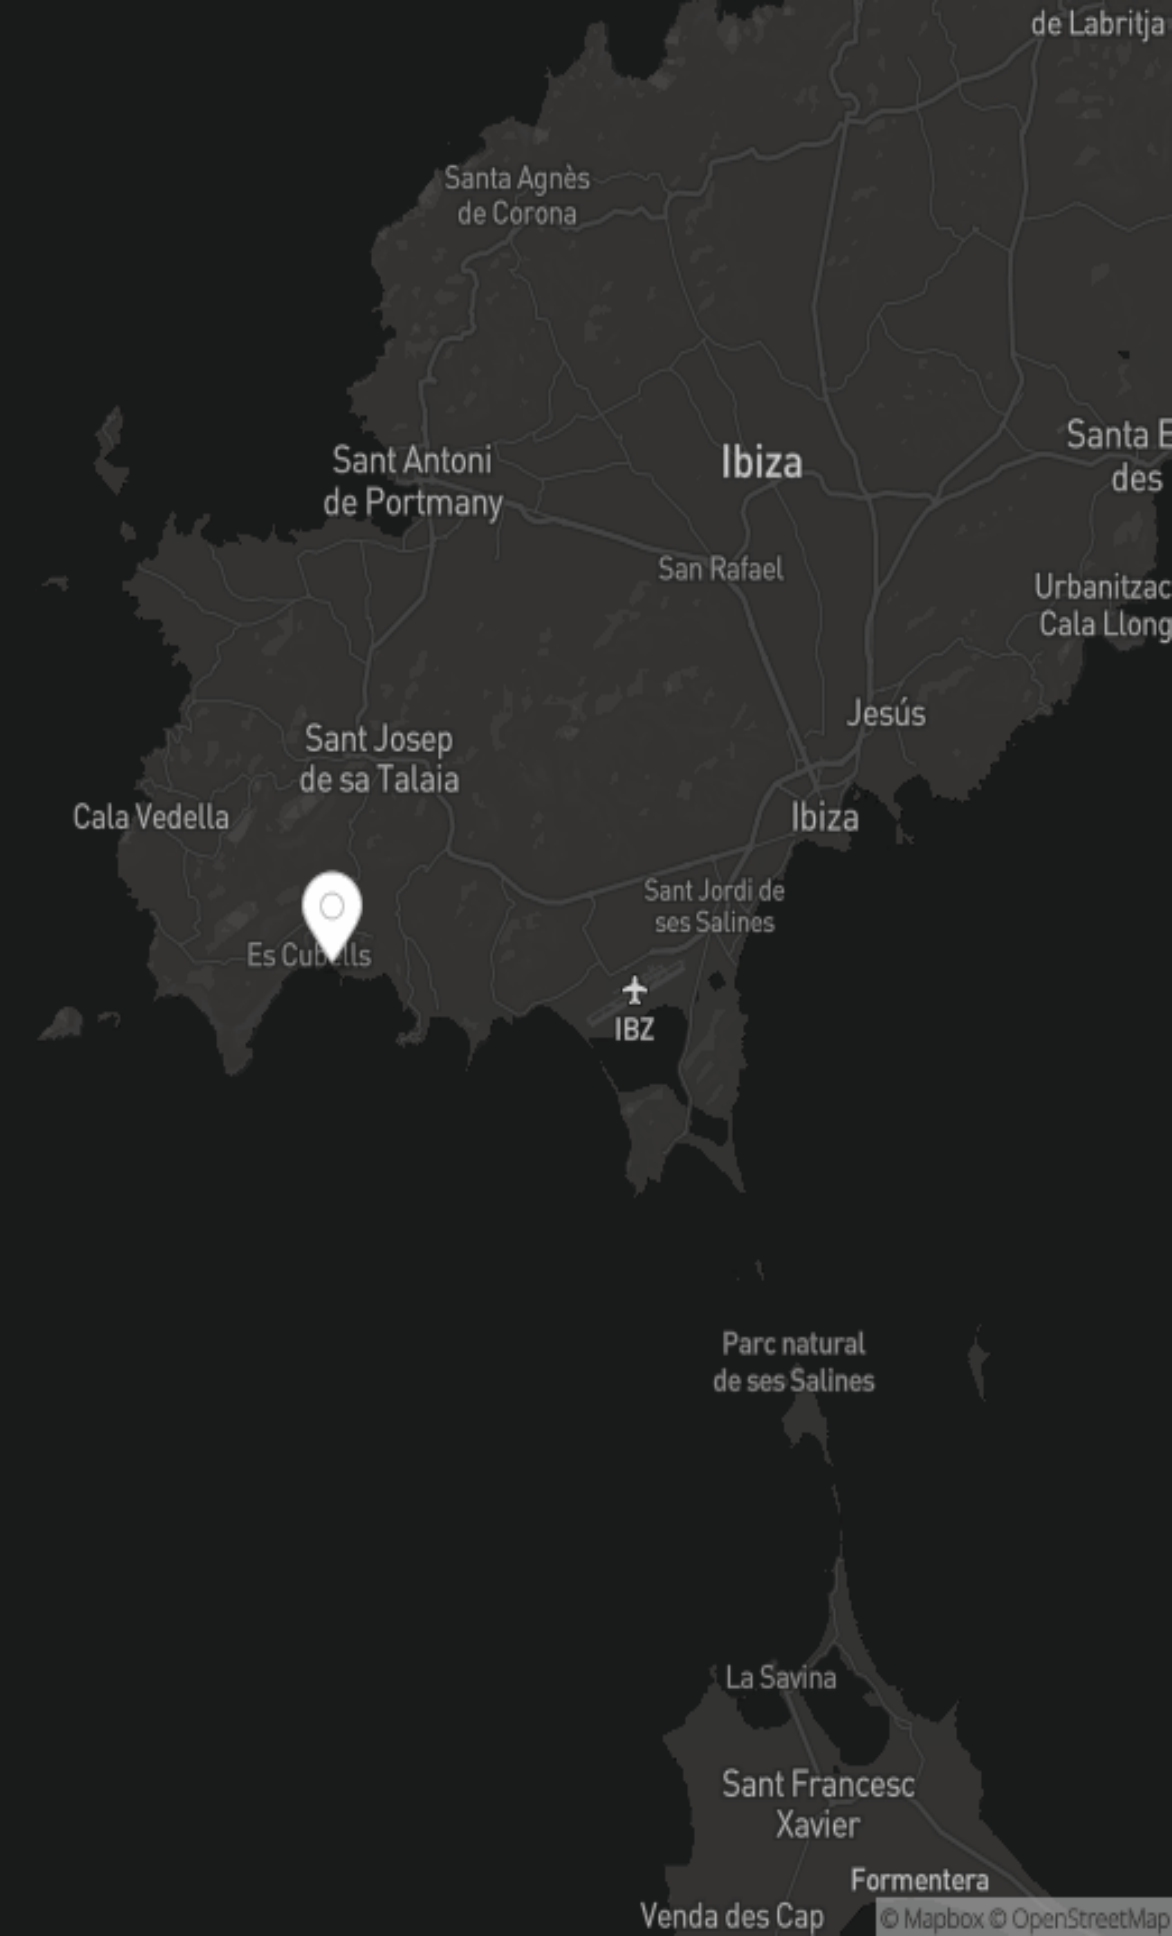 de Labritja
Santa Agnès
de Corona
Sant Antoni
de Portmany
Ibiza
Santa E
des
San Rafael
Urbanitzac
Cala Llong
Jesús
Sant Josep
de sa Talaia
Cala Vedella
Ibiza
Sant Jordi de
ses Salines
Es Cubells
IBZ
Parc natural
de ses Salines
La Savina
Sant Francesc
Xavier
Formentera
Venda des Cap
© Mapbox © OpenStreetMap